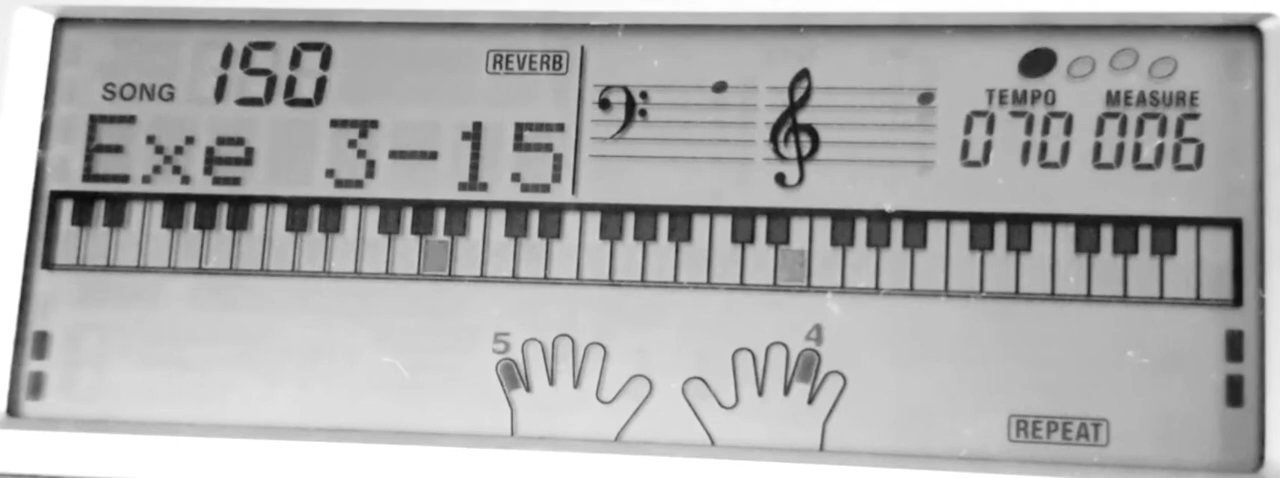 SONG 150 REVERB
Exe 3-15
TEMPO MEASURE
070 006
5 4
REPEAT